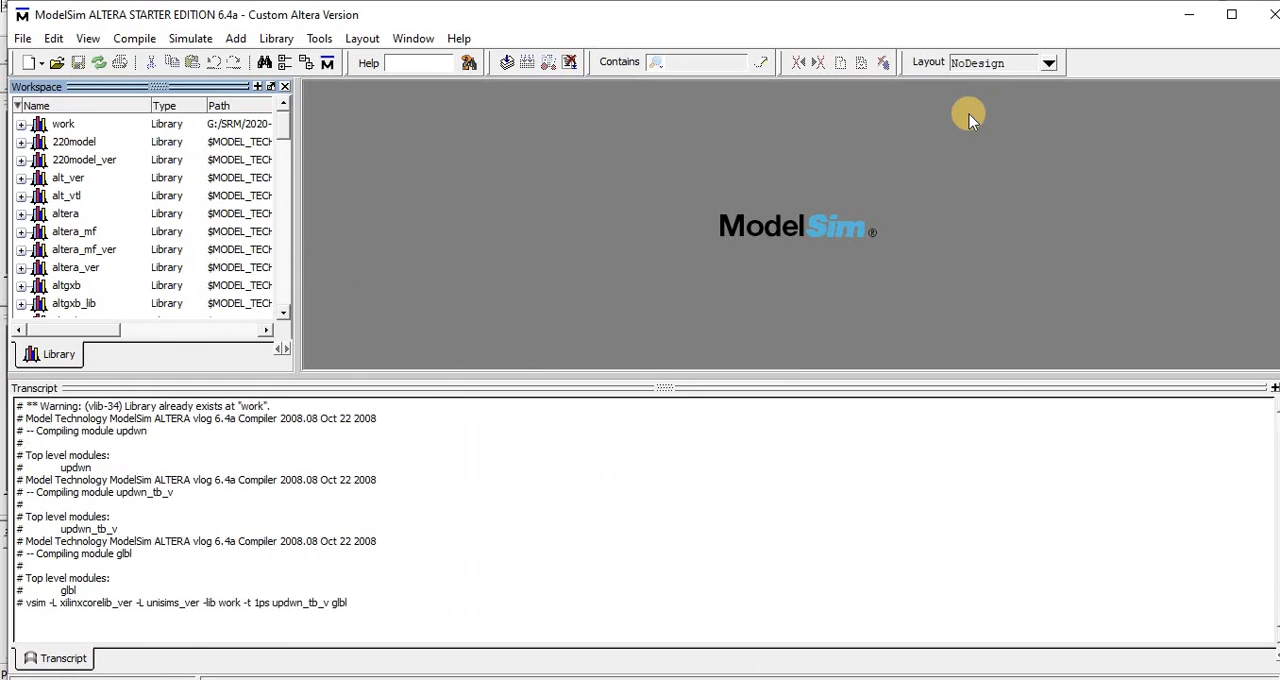 ModelSim ALTERA STARTER EDITION 6.4a - Custom Altera Version
File Edit View Compile Simulate Add Library Tools Layout Window Help
Help Contains Layout NoDesign
Workspace
Name Type Path
work Library G:/SRM/2020-
220model Library $MODEL_TECH
220model_ver Library $MODEL_TECH
alt_ver Library $MODEL_TECH
alt_vtl Library $MODEL_TECH
altera Library $MODEL_TECH
altera_mf Library $MODEL_TECH
altera_mf_ver Library $MODEL_TECH
altera_ver Library $MODEL_TECH
altgxb Library $MODEL_TECH
altgxb_lib Library $MODEL_TECH
Library
ModelSim®
Transcript
# ** Warning: (vlib-34) Library already exists at "work".
# Model Technology ModelSim ALTERA vlog 6.4a Compiler 2008.08 Oct 22 2008
# -- Compiling module updwn
#
# Top level modules:
# updwn
# Model Technology ModelSim ALTERA vlog 6.4a Compiler 2008.08 Oct 22 2008
# -- Compiling module updwn_tb_v
#
# Top level modules:
# updwn_tb_v
# Model Technology ModelSim ALTERA vlog 6.4a Compiler 2008.08 Oct 22 2008
# -- Compiling module glbl
#
# Top level modules:
# glbl
# vsim -L xilinxcorelib_ver -L unisims_ver -lib work -t 1ps updwn_tb_v glbl
Transcript